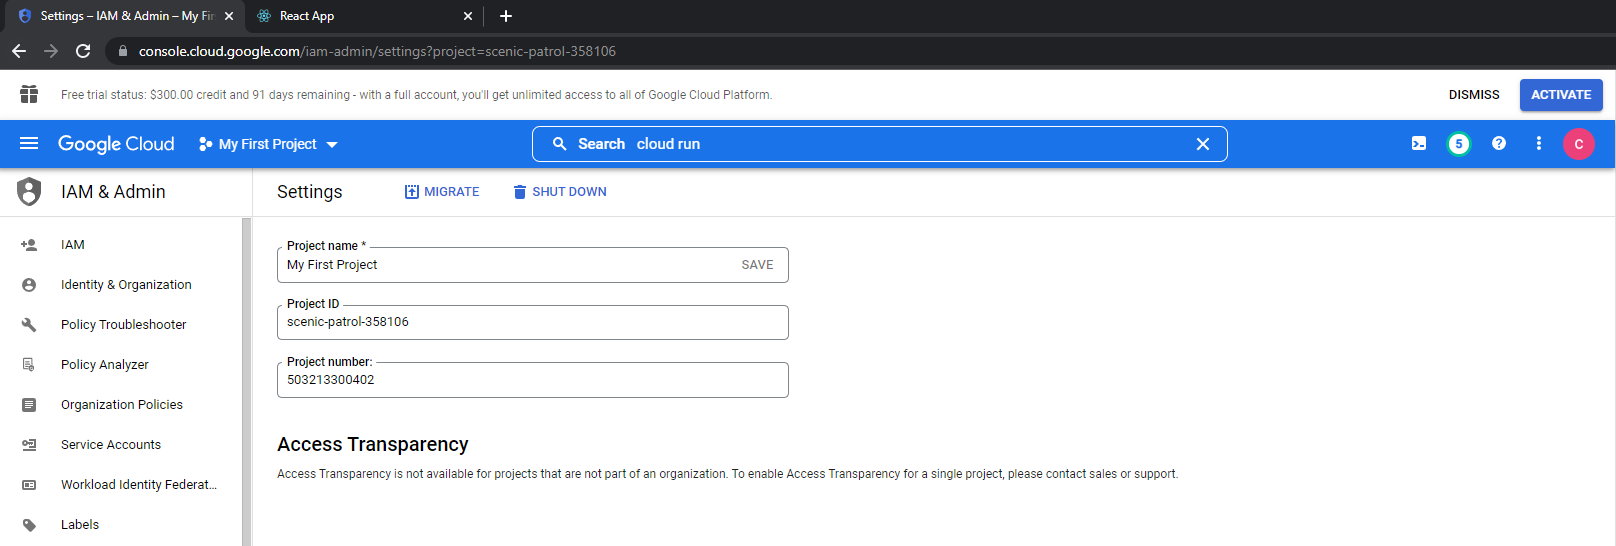 Settings – IAM & Admin – My Fir
React App
console.cloud.google.com/iam-admin/settings?project=scenic-patrol-358106
Free trial status: $300.00 credit and 91 days remaining - with a full account, you'll get unlimited access to all of Google Cloud Platform.
DISMISS
ACTIVATE
Google Cloud
My First Project
Search cloud run
5
C
IAM & Admin
Settings
MIGRATE
SHUT DOWN
IAM
Identity & Organization
Policy Troubleshooter
Policy Analyzer
Organization Policies
Service Accounts
Workload Identity Federat...
Labels
Project name *
My First Project
SAVE
Project ID
scenic-patrol-358106
Project number:
503213300402
Access Transparency
Access Transparency is not available for projects that are not part of an organization. To enable Access Transparency for a single project, please contact sales or support.